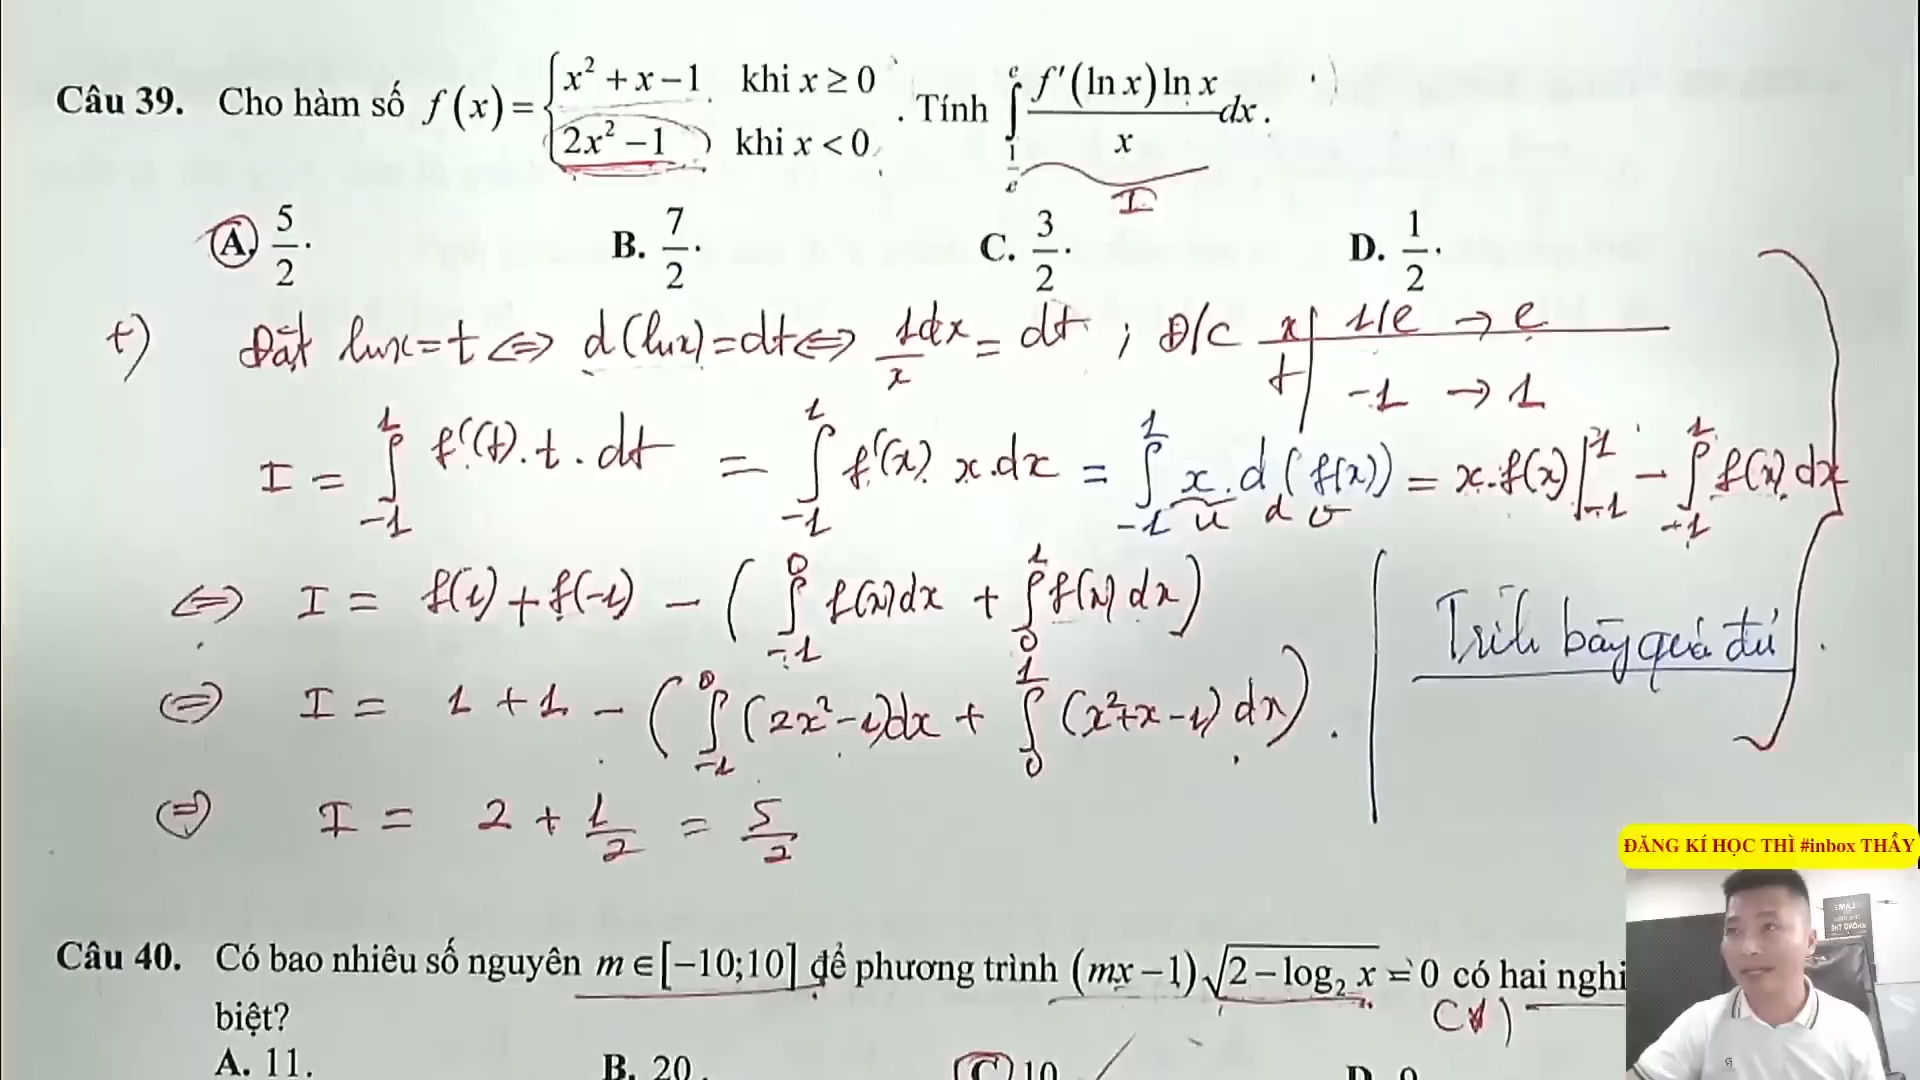 Câu 39. Cho hàm số f(x) = { x² + x − 1 khi x ≥ 0 ; 2x² − 1 khi x < 0 . Tính ∫_{1/e}^{e} f′(ln x) ln x / x dx.
I
A. 5/2. B. 7/2. C. 3/2. D. 1/2.
+) Đặt lnx = t ⇔ d(lnx) = dt ⇔ 1dx/x = dt ; Đ/C x | 1/e → e
t | −1 → 1
I = ∫_{−1}^{1} f'(t).t.dt = ∫_{−1}^{1} f'(x) x.dx = ∫_{−1}^{1} x.d(f(x)) = x.f(x)|_{−1}^{1} − ∫_{−1}^{1} f(x) dx
u dv
⇔ I = f(1) + f(−1) − (∫_{−1}^{0} f(x)dx + ∫_{0}^{1} f(x) dx)
Trình bày quá đủ
⇔ I = 1 + 1 − (∫_{−1}^{0} (2x²−1)dx + ∫_{0}^{1} (x²+x−1) dx).
⇔ I = 2 + 1/2 = 5/2
ĐĂNG KÍ HỌC THÌ #inbox THẦY
Câu 40. Có bao nhiêu số nguyên m ∈ [−10;10] để phương trình (mx − 1)√(2 − log₂ x) = 0 có hai nghi
biệt?
A. 11. B. 20. C 10